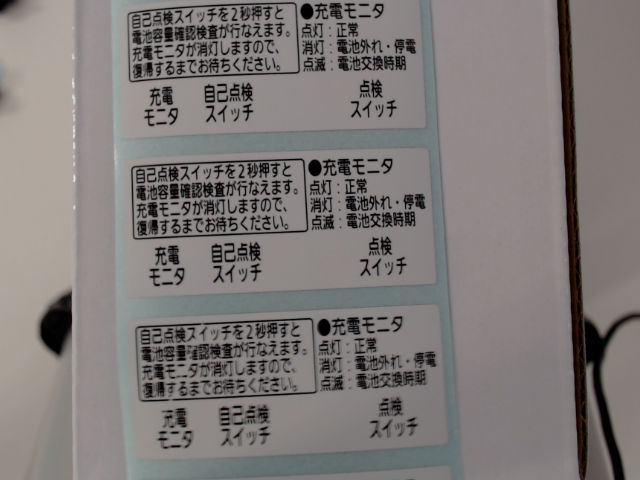 自己点検スイッチを2秒押すと
電池容量確認検査が行なえます。
充電モニタが消灯しますので、
復帰するまでお待ちください。
●充電モニタ
点灯：正常
消灯：電池外れ・停電
点滅：電池交換時期
充電
モニタ
自己点検
スイッチ
点検
スイッチ
自己点検スイッチを2秒押すと
電池容量確認検査が行なえます。
充電モニタが消灯しますので、
復帰するまでお待ちください。
●充電モニタ
点灯：正常
消灯：電池外れ・停電
点滅：電池交換時期
充電
モニタ
自己点検
スイッチ
点検
スイッチ
自己点検スイッチを2秒押すと
電池容量確認検査が行なえます。
充電モニタが消灯しますので、
復帰するまでお待ちください。
●充電モニタ
点灯：正常
消灯：電池外れ・停電
点滅：電池交換時期
充電
モニタ
自己点検
スイッチ
点検
スイッチ